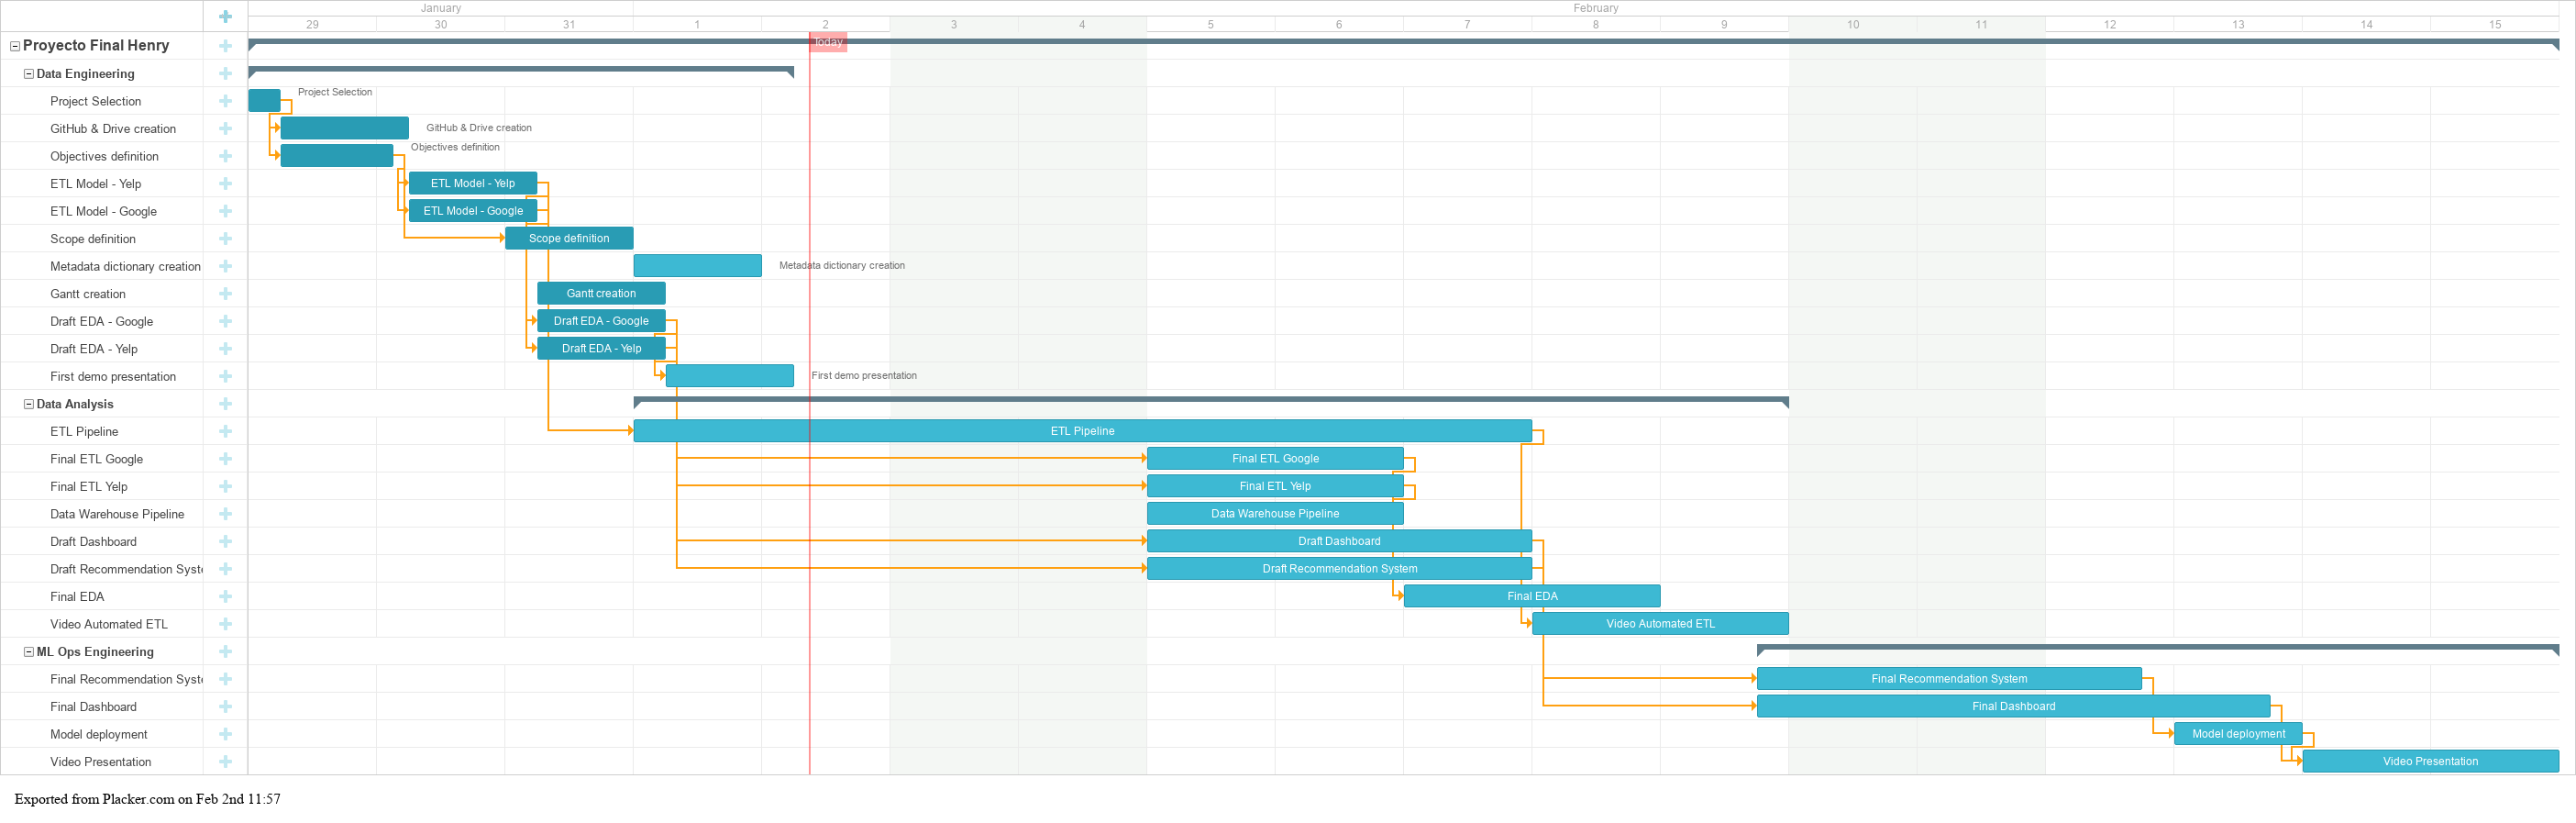 January
February
29 30 31 1 2 3 4 5 6 7 8 9 10 11 12 13 14 15
Proyecto Final Henry
Today
Data Engineering
Project Selection
Project Selection
GitHub & Drive creation
GitHub & Drive creation
Objectives definition
Objectives definition
ETL Model - Yelp
ETL Model - Yelp
ETL Model - Google
ETL Model - Google
Scope definition
Scope definition
Metadada dictionary creation
Metadada dictionary creation
Gantt creation
Gantt creation
Draft EDA - Google
Draft EDA - Google
Draft EDA - Yelp
Draft EDA - Yelp
First demo presentation
First demo presentation
Data Analysis
ETL Pipeline
ETL Pipeline
Final ETL Google
Final ETL Google
Final ETL Yelp
Final ETL Yelp
Data Warehouse Pipeline
Data Warehouse Pipeline
Draft Dashboard
Draft Dashboard
Draft Recommendation Syste
Draft Recommendation System
Final EDA
Final EDA
Video Automated ETL
Video Automated ETL
ML Ops Engineering
Final Recommendation Syste
Final Recommendation System
Final Dashboard
Final Dashboard
Model deployment
Model deployment
Video Presentation
Video Presentation
Exported from Placker.com on Feb 2nd 11:57